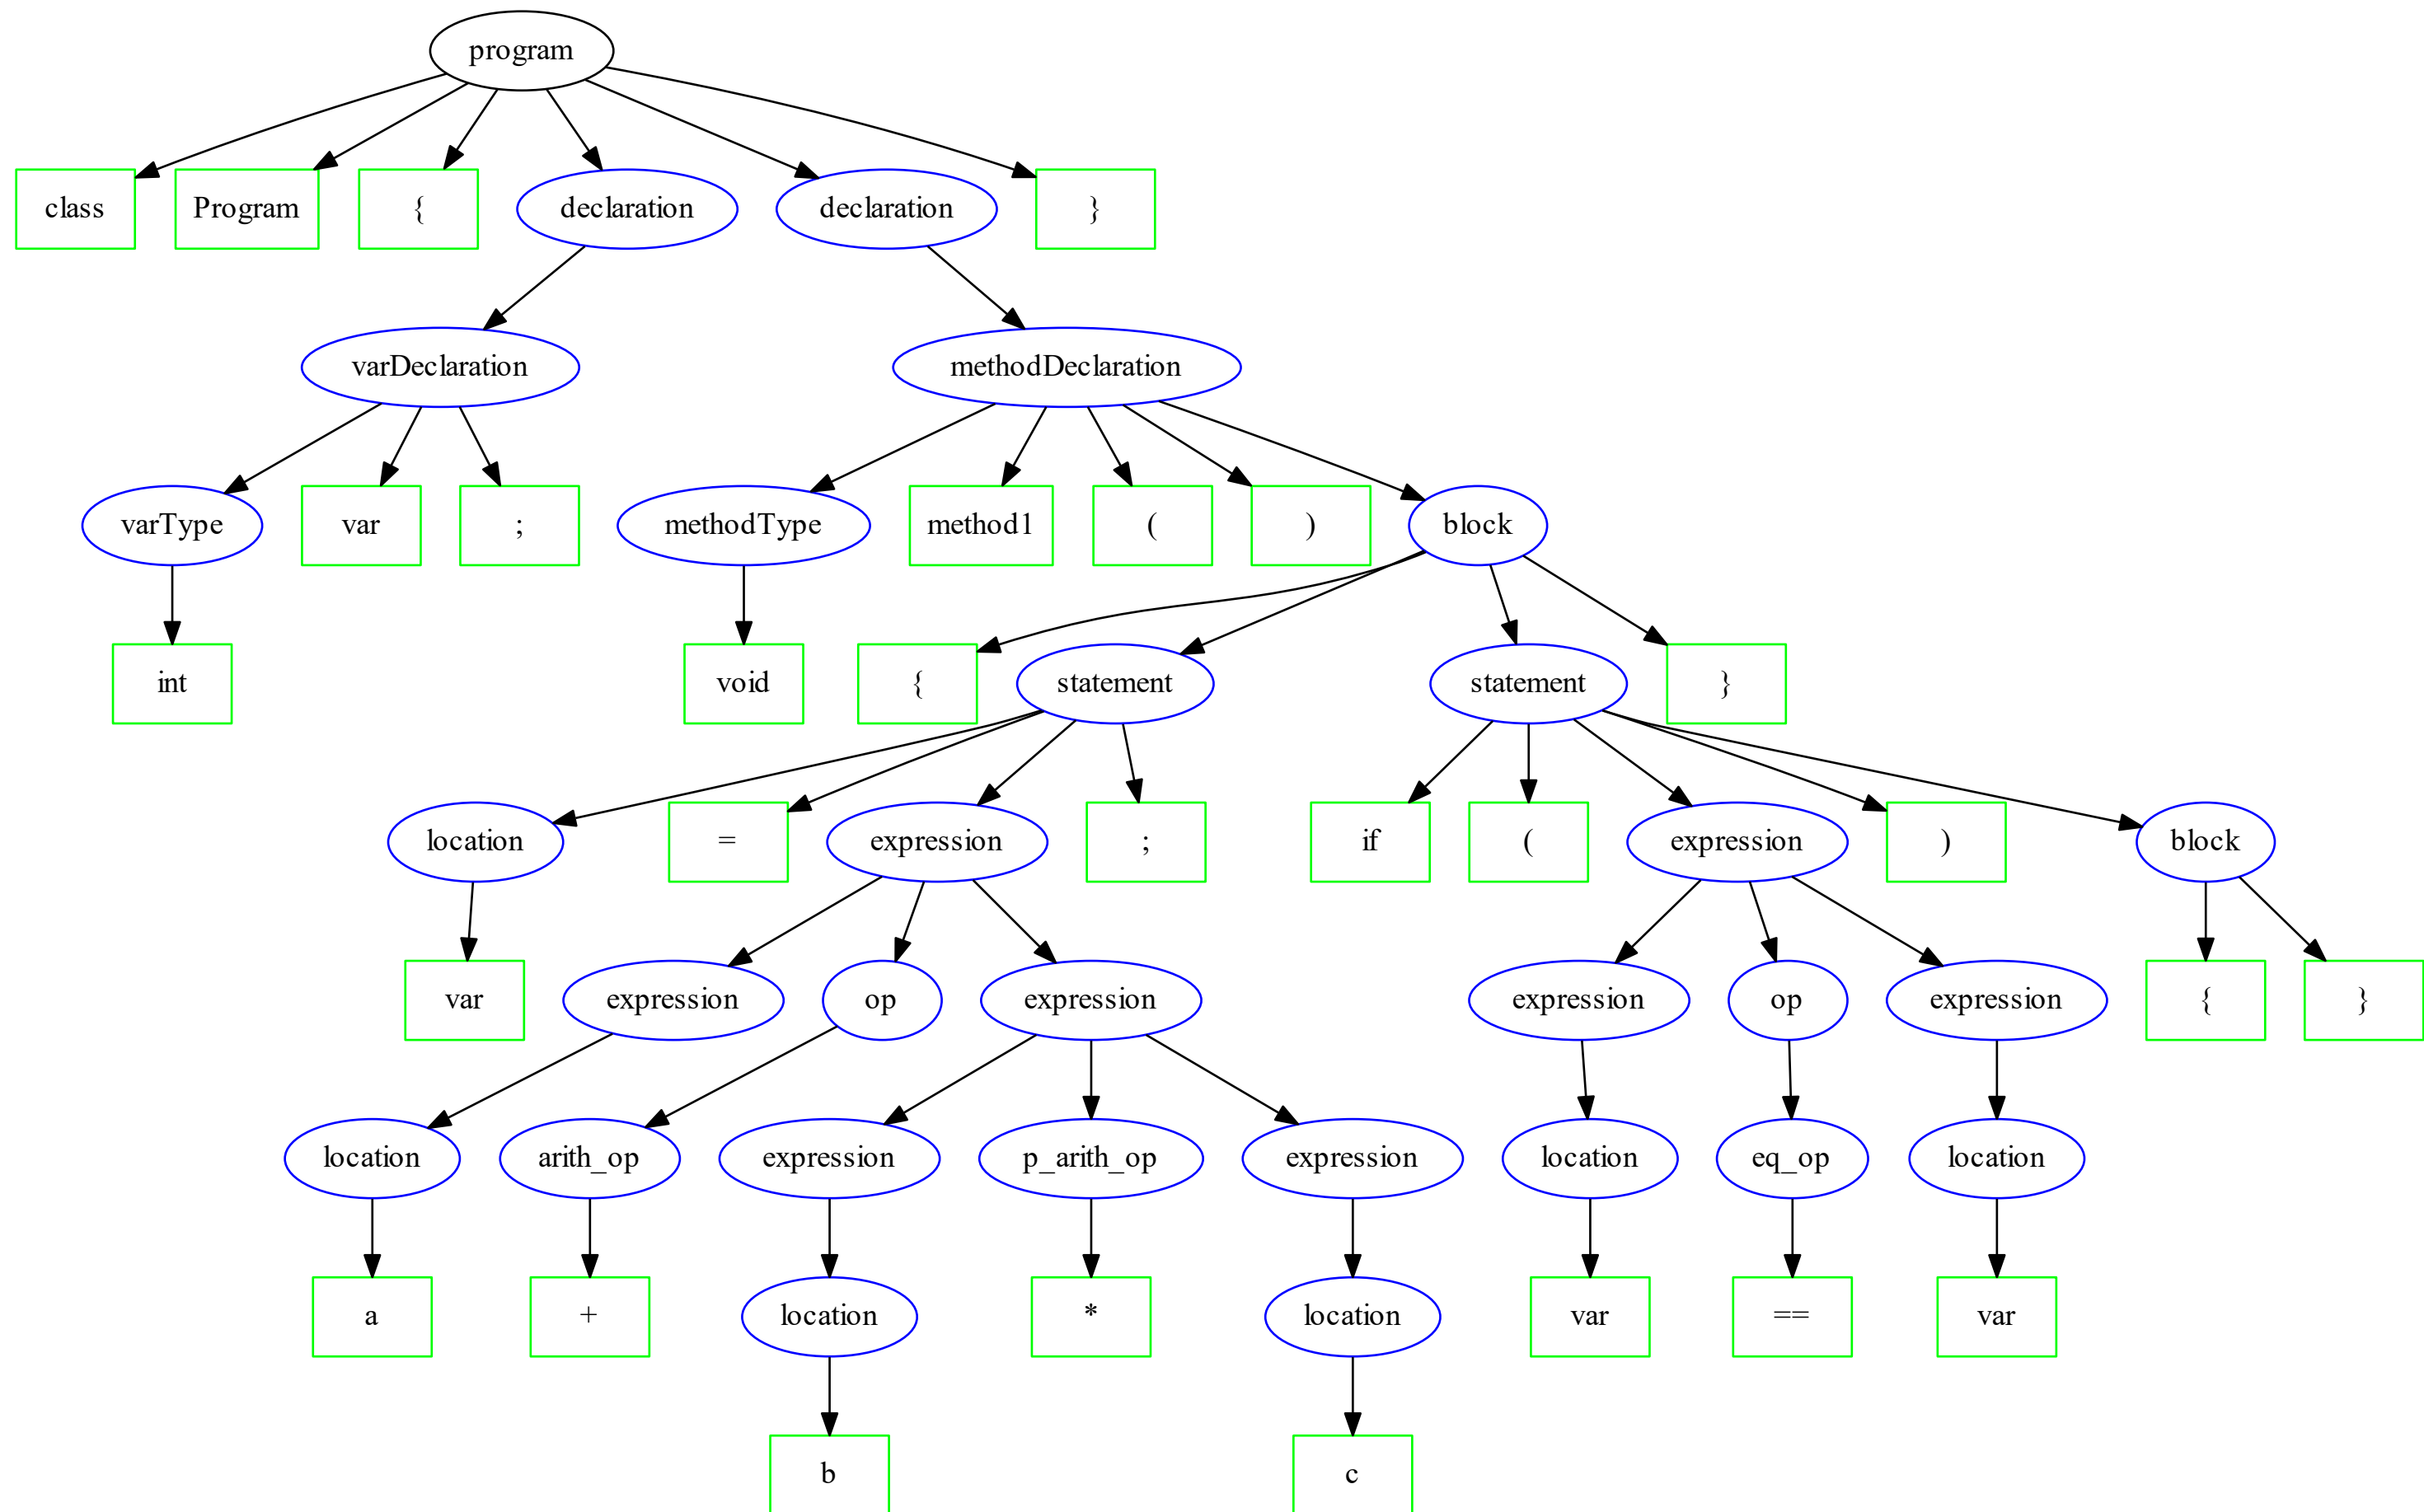 program
class Program { declaration declaration }
varDeclaration methodDeclaration
varType var ; methodType method1 ( ) block
int void { statement statement }
location = expression ; if ( expression ) block
var expression op expression expression op expression { }
location arith_op expression p_arith_op expression location eq_op location
a + location * location var == var
b c